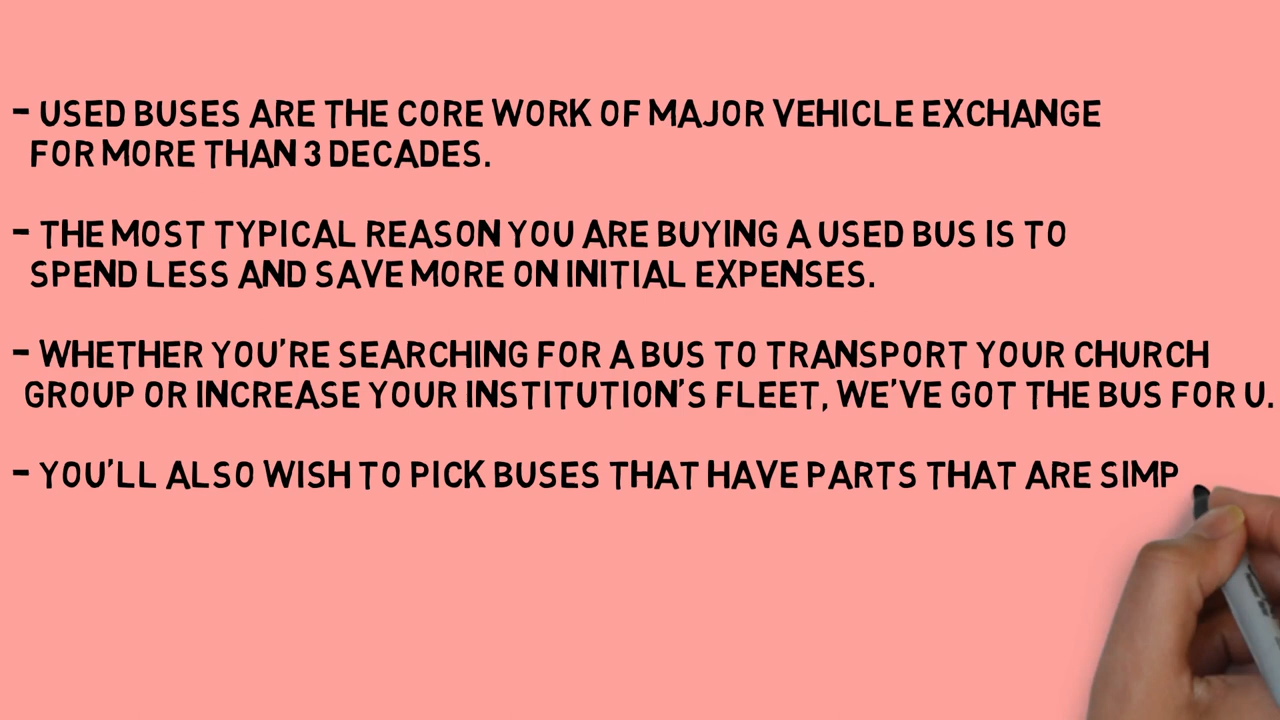 - USED BUSES ARE THE CORE WORK OF MAJOR VEHICLE EXCHANGE
FOR MORE THAN 3 DECADES.
- THE MOST TYPICAL REASON YOU ARE BUYING A USED BUS IS TO
SPEND LESS AND SAVE MORE ON INITIAL EXPENSES.
- WHETHER YOU'RE SEARCHING FOR A BUS TO TRANSPORT YOUR CHURCH
GROUP OR INCREASE YOUR INSTITUTION'S FLEET, WE'VE GOT THE BUS FOR U.
- YOU'LL ALSO WISH TO PICK BUSES THAT HAVE PARTS THAT ARE SIMP